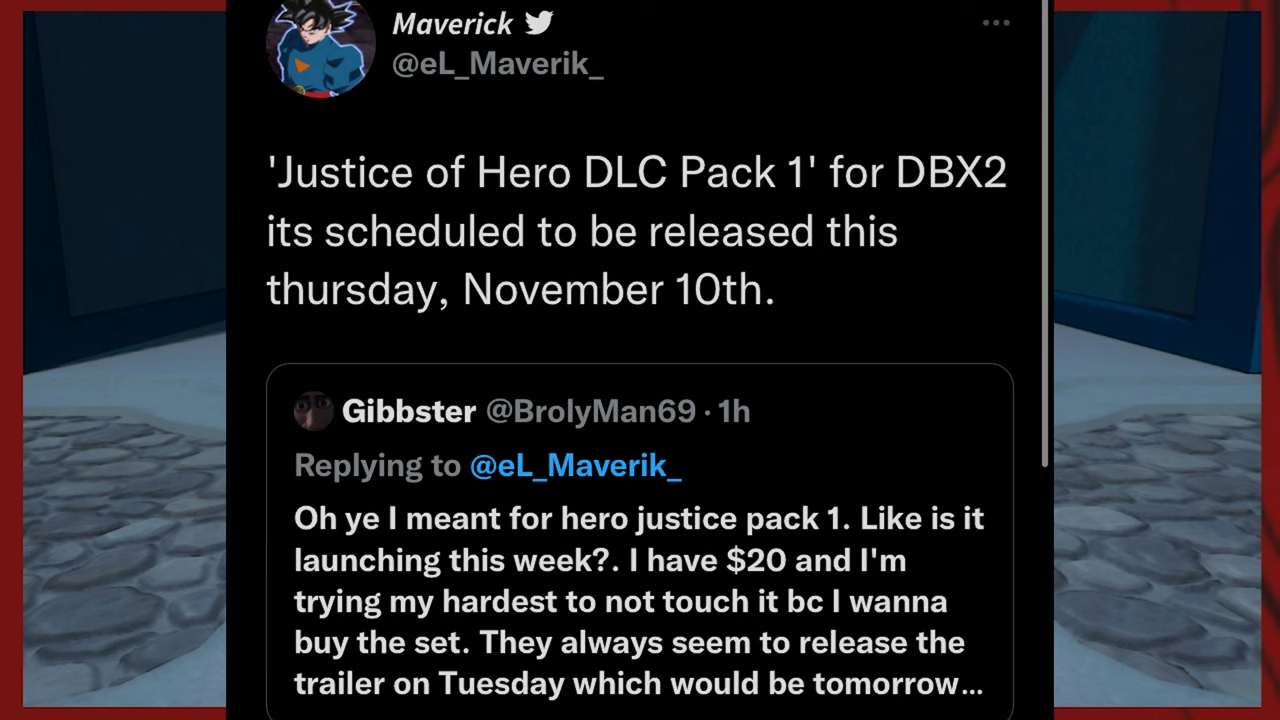 Maverick
@eL_Maverik_
'Justice of Hero DLC Pack 1' for DBX2
its scheduled to be released this
thursday, November 10th.
Gibbster @BrolyMan69 · 1h
Replying to @eL_Maverik_
Oh ye I meant for hero justice pack 1. Like is it
launching this week?. I have $20 and I'm
trying my hardest to not touch it bc I wanna
buy the set. They always seem to release the
trailer on Tuesday which would be tomorrow...